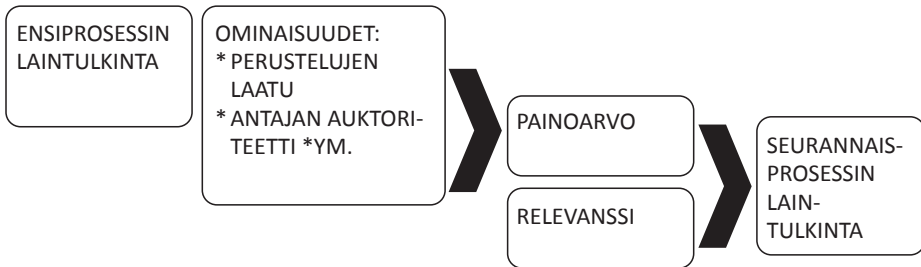 ENSIPROSESSIN
LAINTULKINTA
OMINAISUUDET:
* PERUSTELUJEN
LAATU
* ANTAJAN AUKTORI-
TEETTI *YM.
PAINOARVO
RELEVANSSI
SEURANNAIS-
PROSESSIN
LAIN-
TULKINTA